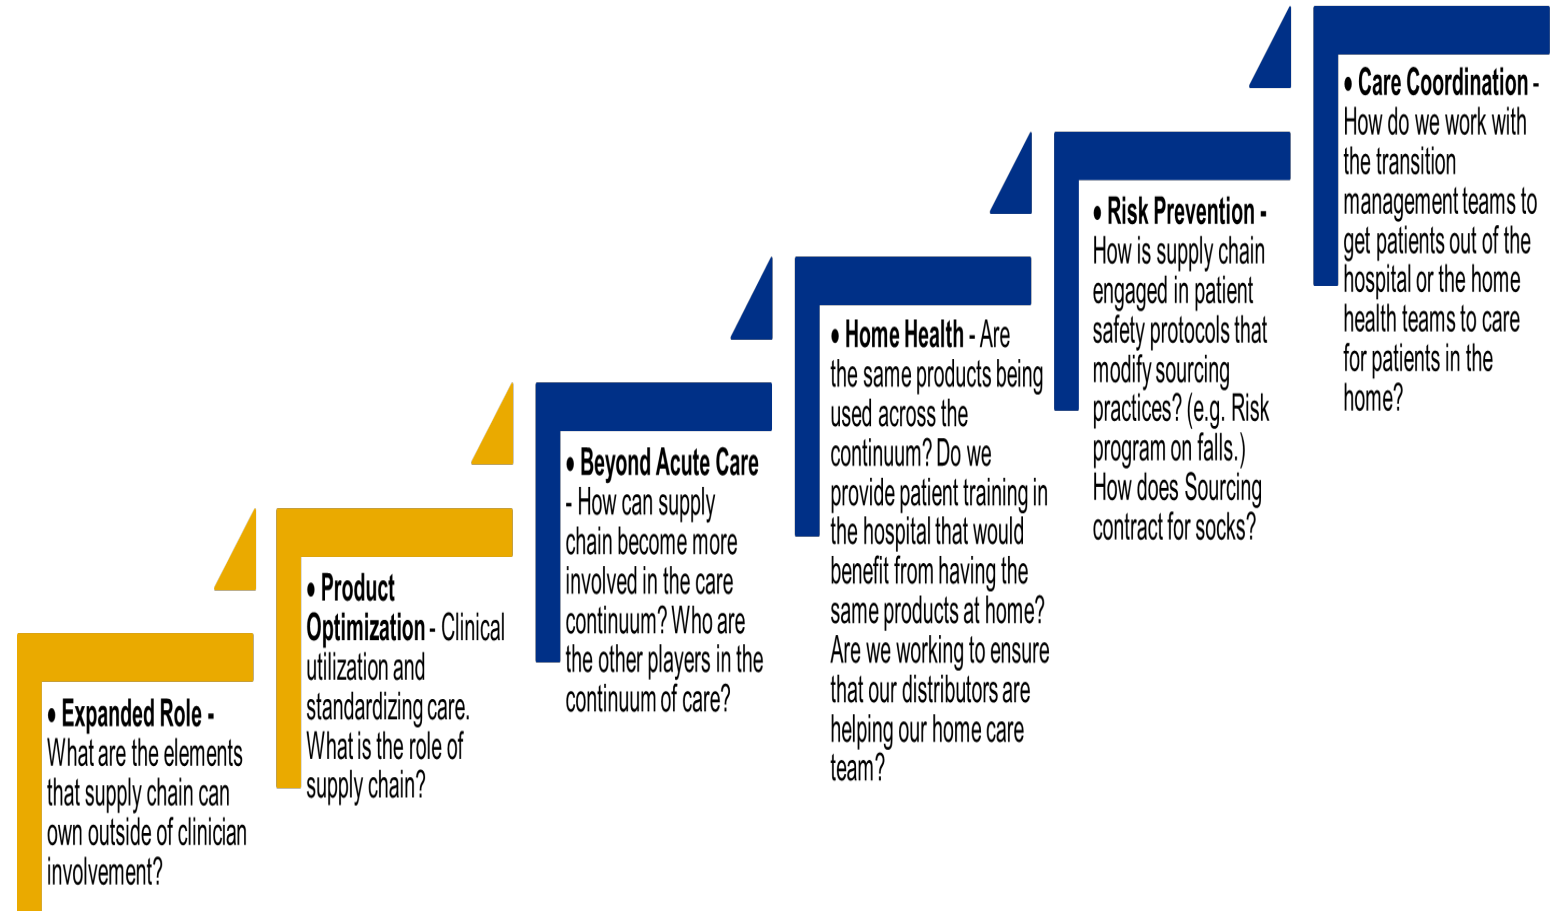 • Expanded Role -
What are the elements
that supply chain can
own outside of clinician
involvement?
• Product
Optimization - Clinical
utilization and
standardizing care.
What is the role of
supply chain?
• Beyond Acute Care
- How can supply
chain become more
involved in the care
continuum? Who are
the other players in the
continuum of care?
• Home Health - Are
the same products being
used across the
continuum? Do we
provide patient training in
the hospital that would
benefit from having the
same products at home?
Are we working to ensure
that our distributors are
helping our home care
team?
• Risk Prevention -
How is supply chain
engaged in patient
safety protocols that
modify sourcing
practices? (e.g. Risk
program on falls.)
How does Sourcing
contract for socks?
• Care Coordination -
How do we work with
the transition
management teams to
get patients out of the
hospital or the home
health teams to care
for patients in the
home?